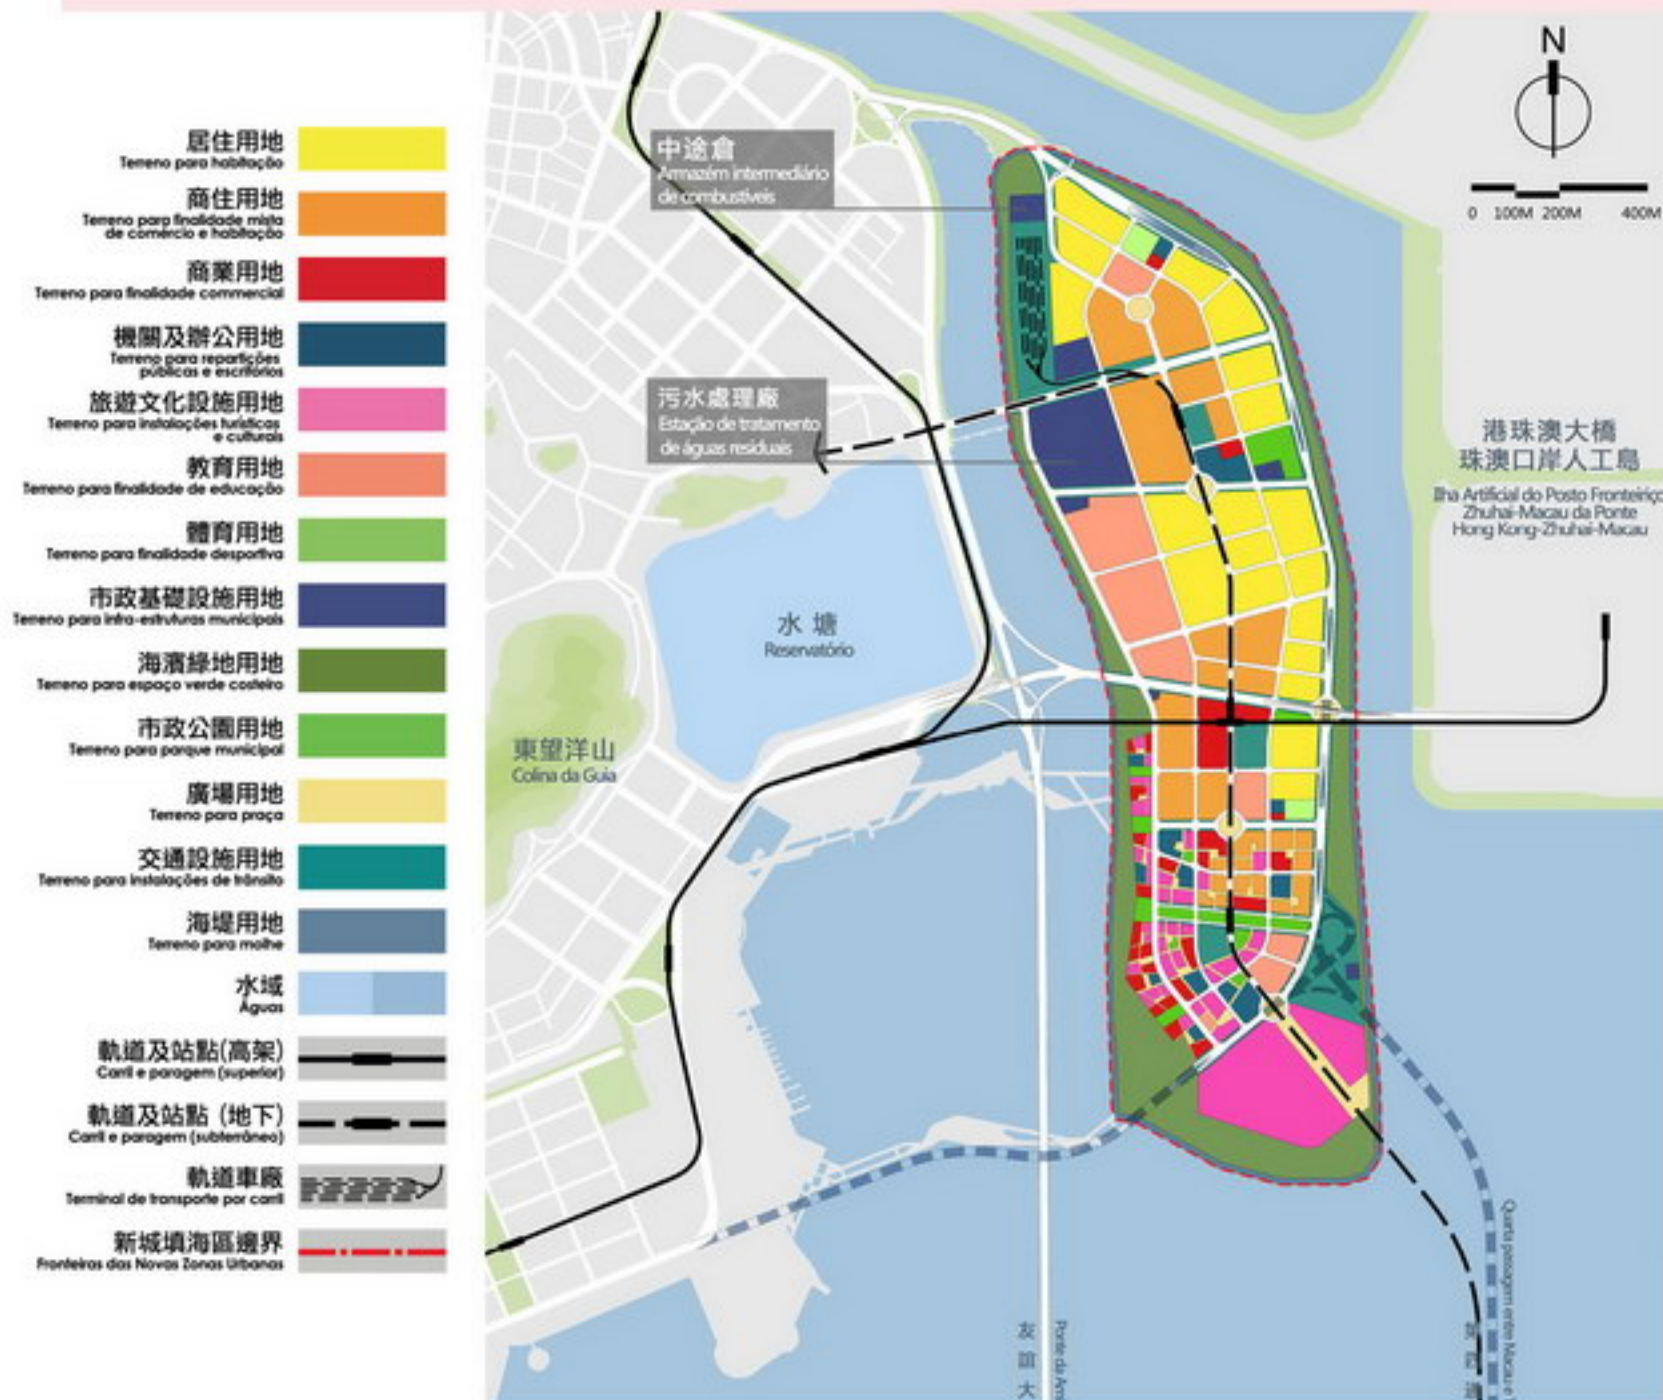 居住用地
Terreno para habitação
商住用地
Terreno para finalidade mista
de comércio e habitação
商業用地
Terreno para finalidade commercial
機關及辦公用地
Terreno para repartições
públicas e escritórios
旅遊文化設施用地
Terreno para instalações turísticas
e culturais
教育用地
Terreno para finalidade de educação
體育用地
Terreno para finalidade desportiva
市政基礎設施用地
Terreno para infra-estruturas municipais
海濱綠地用地
Terreno para espaço verde costeiro
市政公園用地
Terreno para parque municipal
廣場用地
Terreno para praça
交通設施用地
Terreno para instalações de trânsito
海堤用地
Terreno para molhe
水域
Águas
軌道及站點(高架)
Carril e paragem (superior)
軌道及站點 (地下)
Carril e paragem (subterrâneo)
軌道車廠
Terminal de transporte por carril
新城填海區邊界
Fronteiras das Novas Zonas Urbanas
中途倉
Armazém intermediário
de combustíveis
污水處理廠
Estação de tratamento
de águas residuais
水塘
Reservatório
東望洋山
Colina da Guia
N
0 100M 200M 400M
港珠澳大橋
珠澳口岸人工島
Ilha Artificial do Posto Fronteiriço
Zhuhai-Macau da Ponte
Hong Kong-Zhuhai-Macau
友誼大
Ponte da Ami
Quarta passagem entre Macau e